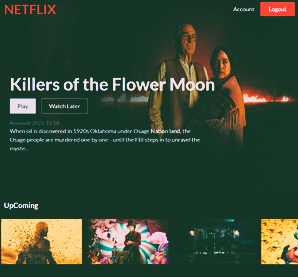 NETFLIX
Account
Logout
Killers of the Flower Moon
Play
Watch Later
Released: 2023-10-18
When oil is discovered in 1920s Oklahoma under Osage Nation land, the
Osage people are murdered one by one - until the FBI steps in to unravel the
myste...
UpComing